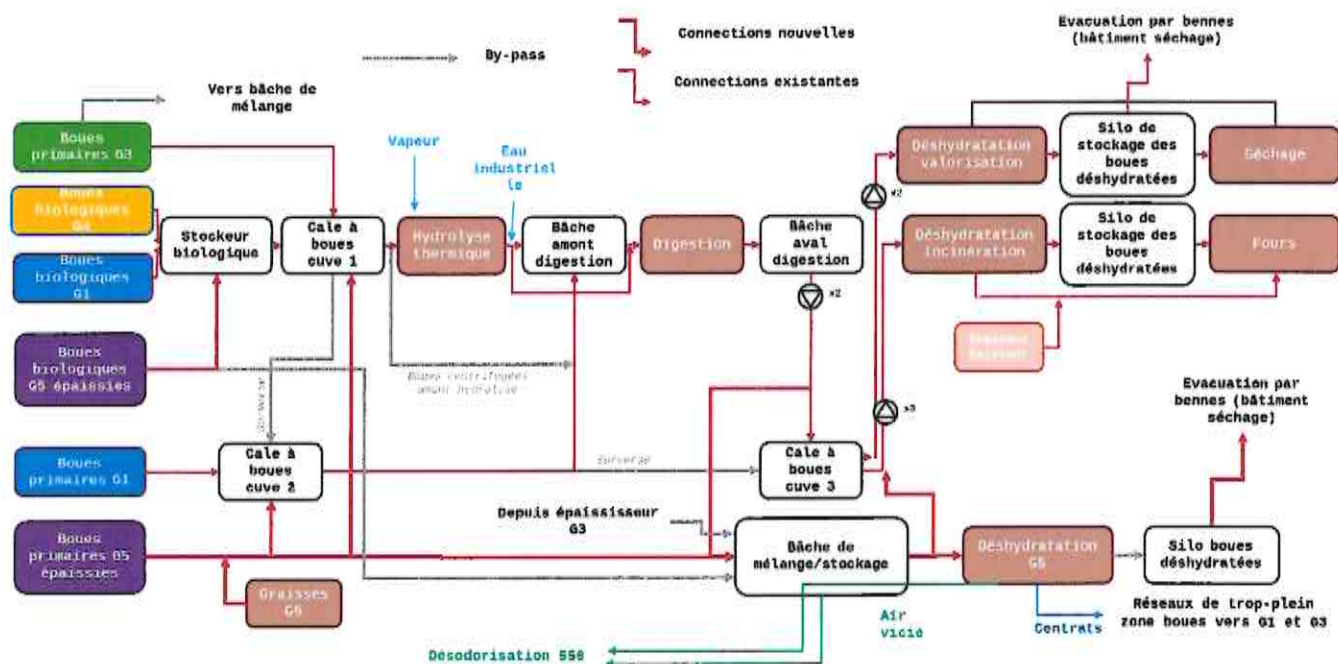 Evacuation par bennes
(bâtiment séchage)
Connections nouvelles
By-pass
Connections existantes
Vers bâche de
mélange
Boues
primaires G3
Vapeur
Eau
industriel
le
Déshydratation
valorisation
Silo de
stockage des
boues
déshydratées
Séchage
x2
Boues
biologiques
Stockeur
biologique
Cale à
boues
cuve 1
Hydrolyse
thermique
Bâche
amont
digestion
Digestion
Bâche
aval
digestion
Déshydratation
incinération
Silo de
stockage des
boues
déshydratées
Fours
Boues
biologiques
G1
x2
Boues
biologiques
G5 épaissies
Boues centrifugées
amont hydrolyse
Surverse
x3
Evacuation par
bennes (bâtiment
séchage)
Boues
primaires G1
Cale à
boues
cuve 2
Surverse
Cale à
boues
cuve 3
Depuis épaississeur
G3
Boues
primaires G5
épaissies
Bâche de
mélange/stockage
Déshydratation
G5
Silo boues
déshydratées
Graisses
G5
Air
vicié
Centrats
Réseaux de trop-plein
zone boues vers G1 et G3
Désodorisation 550